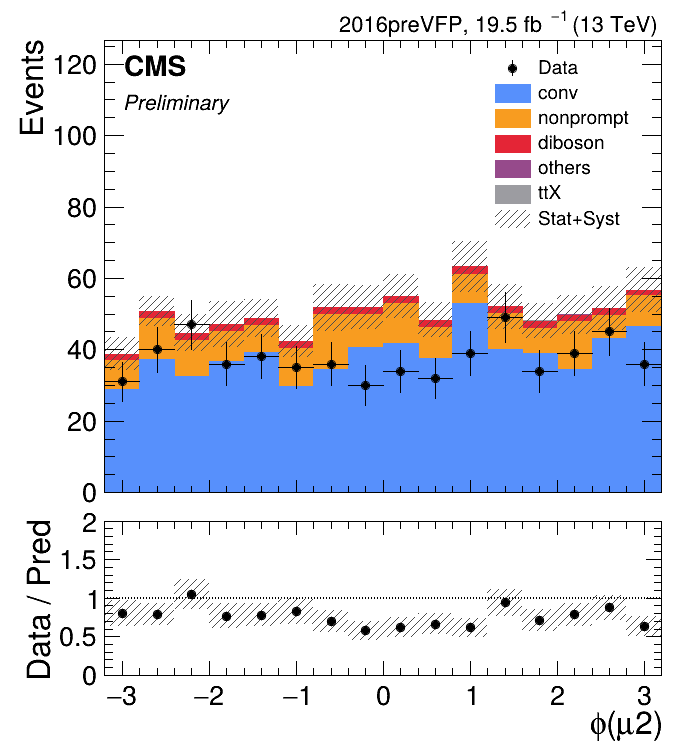 2016preVFP, 19.5 fb⁻¹ (13 TeV)
CMS
Preliminary
Events
120
100
80
60
40
20
0
Data
conv
nonprompt
diboson
others
ttX
Stat+Syst
Data / Pred
2
1.5
1
0.5
0
−3 −2 −1 0 1 2 3
ϕ(μ2)